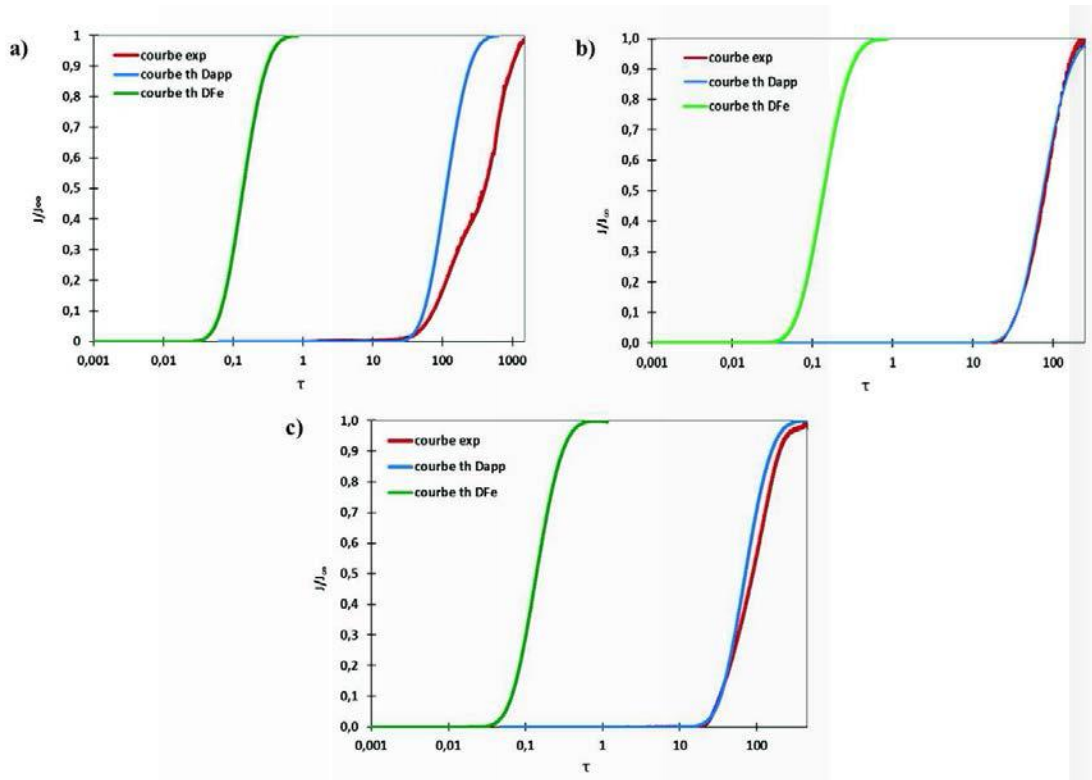 a)
courbe exp
courbe th Dapp
courbe th DFe
1
0,9
0,8
0,7
0,6
0,5
0,4
0,3
0,2
0,1
0
J/J∞
0,001 0,01 0,1 1 10 100 1000
τ
b)
courbe exp
courbe th Dapp
courbe th DFe
1,0
0,9
0,8
0,7
0,6
0,5
0,4
0,3
0,2
0,1
0,0
J/J∞
0,001 0,01 0,1 1 10 100
τ
c)
courbe exp
courbe th Dapp
courbe th DFe
1,0
0,9
0,8
0,7
0,6
0,5
0,4
0,3
0,2
0,1
0,0
J/J∞
0,001 0,01 0,1 1 10 100
τ